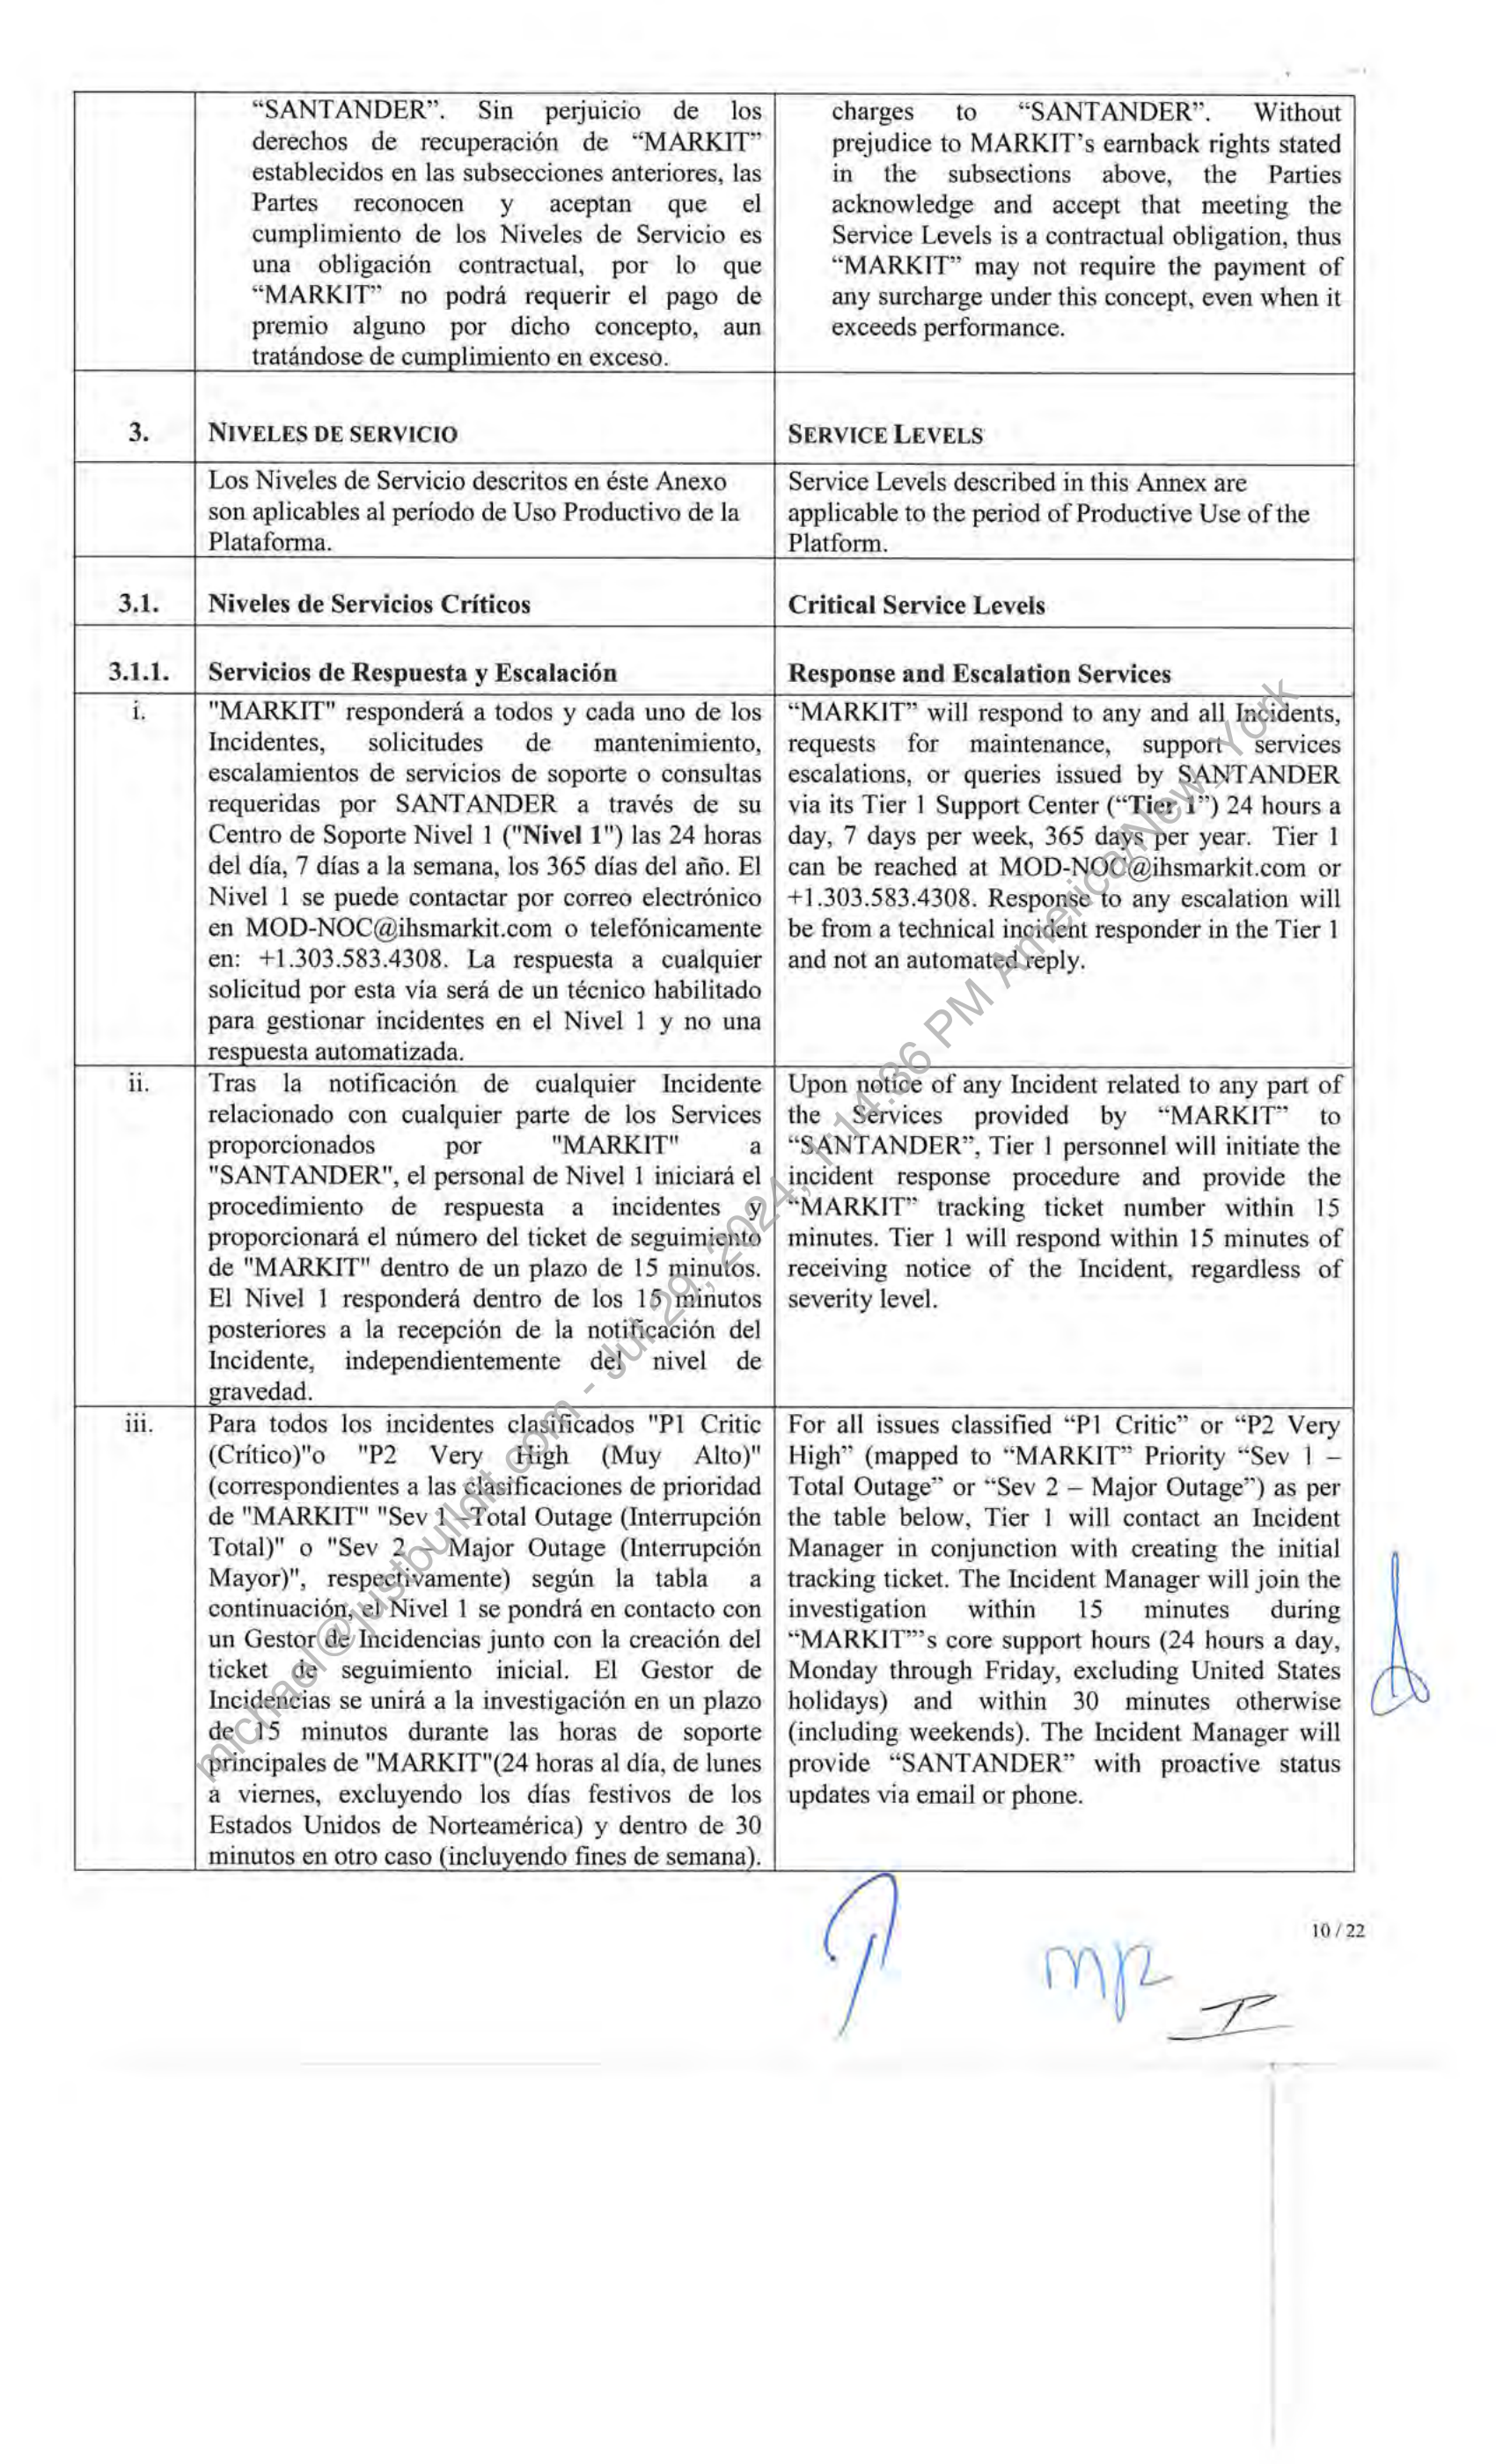 “SANTANDER”. Sin perjuicio de los
derechos de recuperación de “MARKIT”
establecidos en las subsecciones anteriores, las
Partes reconocen y aceptan que el
cumplimiento de los Niveles de Servicio es
una obligación contractual, por lo que
“MARKIT” no podrá requerir el pago de
premio alguno por dicho concepto, aun
tratándose de cumplimiento en exceso.
charges to “SANTANDER”. Without
prejudice to MARKIT’s earnback rights stated
in the subsections above, the Parties
acknowledge and accept that meeting the
Service Levels is a contractual obligation, thus
“MARKIT” may not require the payment of
any surcharge under this concept, even when it
exceeds performance.
3.
NIVELES DE SERVICIO
SERVICE LEVELS
Los Niveles de Servicio descritos en éste Anexo
son aplicables al período de Uso Productivo de la
Plataforma.
Service Levels described in this Annex are
applicable to the period of Productive Use of the
Platform.
3.1.
Niveles de Servicios Críticos
Critical Service Levels
3.1.1.
Servicios de Respuesta y Escalación
Response and Escalation Services
i.
"MARKIT" responderá a todos y cada uno de los
Incidentes, solicitudes de mantenimiento,
escalamientos de servicios de soporte o consultas
requeridas por SANTANDER a través de su
Centro de Soporte Nivel 1 ("Nivel 1") las 24 horas
del día, 7 días a la semana, los 365 días del año. El
Nivel 1 se puede contactar por correo electrónico
en MOD-NOC@ihsmarkit.com o telefónicamente
en: +1.303.583.4308. La respuesta a cualquier
solicitud por esta vía será de un técnico habilitado
para gestionar incidentes en el Nivel 1 y no una
respuesta automatizada.
“MARKIT” will respond to any and all Incidents,
requests for maintenance, support services
escalations, or queries issued by SANTANDER
via its Tier 1 Support Center (“Tier 1”) 24 hours a
day, 7 days per week, 365 days per year. Tier 1
can be reached at MOD-NOC@ihsmarkit.com or
+1.303.583.4308. Response to any escalation will
be from a technical incident responder in the Tier 1
and not an automated reply.
ii.
Tras la notificación de cualquier Incidente
relacionado con cualquier parte de los Services
proporcionados por "MARKIT" a
"SANTANDER", el personal de Nivel 1 iniciará el
procedimiento de respuesta a incidentes y
proporcionará el número del ticket de seguimiento
de "MARKIT" dentro de un plazo de 15 minutos.
El Nivel 1 responderá dentro de los 15 minutos
posteriores a la recepción de la notificación del
Incidente, independientemente del nivel de
gravedad.
Upon notice of any Incident related to any part of
the Services provided by “MARKIT” to
“SANTANDER”, Tier 1 personnel will initiate the
incident response procedure and provide the
“MARKIT” tracking ticket number within 15
minutes. Tier 1 will respond within 15 minutes of
receiving notice of the Incident, regardless of
severity level.
iii.
Para todos los incidentes clasificados "P1 Critic
(Crítico)"o "P2 Very High (Muy Alto)"
(correspondientes a las clasificaciones de prioridad
de "MARKIT" "Sev 1 –Total Outage (Interrupción
Total)" o "Sev 2 – Major Outage (Interrupción
Mayor)", respectivamente) según la tabla a
continuación, el Nivel 1 se pondrá en contacto con
un Gestor de Incidencias junto con la creación del
ticket de seguimiento inicial. El Gestor de
Incidencias se unirá a la investigación en un plazo
de 15 minutos durante las horas de soporte
principales de "MARKIT"(24 horas al día, de lunes
a viernes, excluyendo los días festivos de los
Estados Unidos de Norteamérica) y dentro de 30
minutos en otro caso (incluyendo fines de semana).
For all issues classified “P1 Critic” or “P2 Very
High” (mapped to “MARKIT” Priority “Sev 1 –
Total Outage” or “Sev 2 – Major Outage”) as per
the table below, Tier 1 will contact an Incident
Manager in conjunction with creating the initial
tracking ticket. The Incident Manager will join the
investigation within 15 minutes during
“MARKIT”’s core support hours (24 hours a day,
Monday through Friday, excluding United States
holidays) and within 30 minutes otherwise
(including weekends). The Incident Manager will
provide “SANTANDER” with proactive status
updates via email or phone.
michael@justbuildit.com - Jul 29, 2024, 1:14:36 PM America/New_York
10 / 22